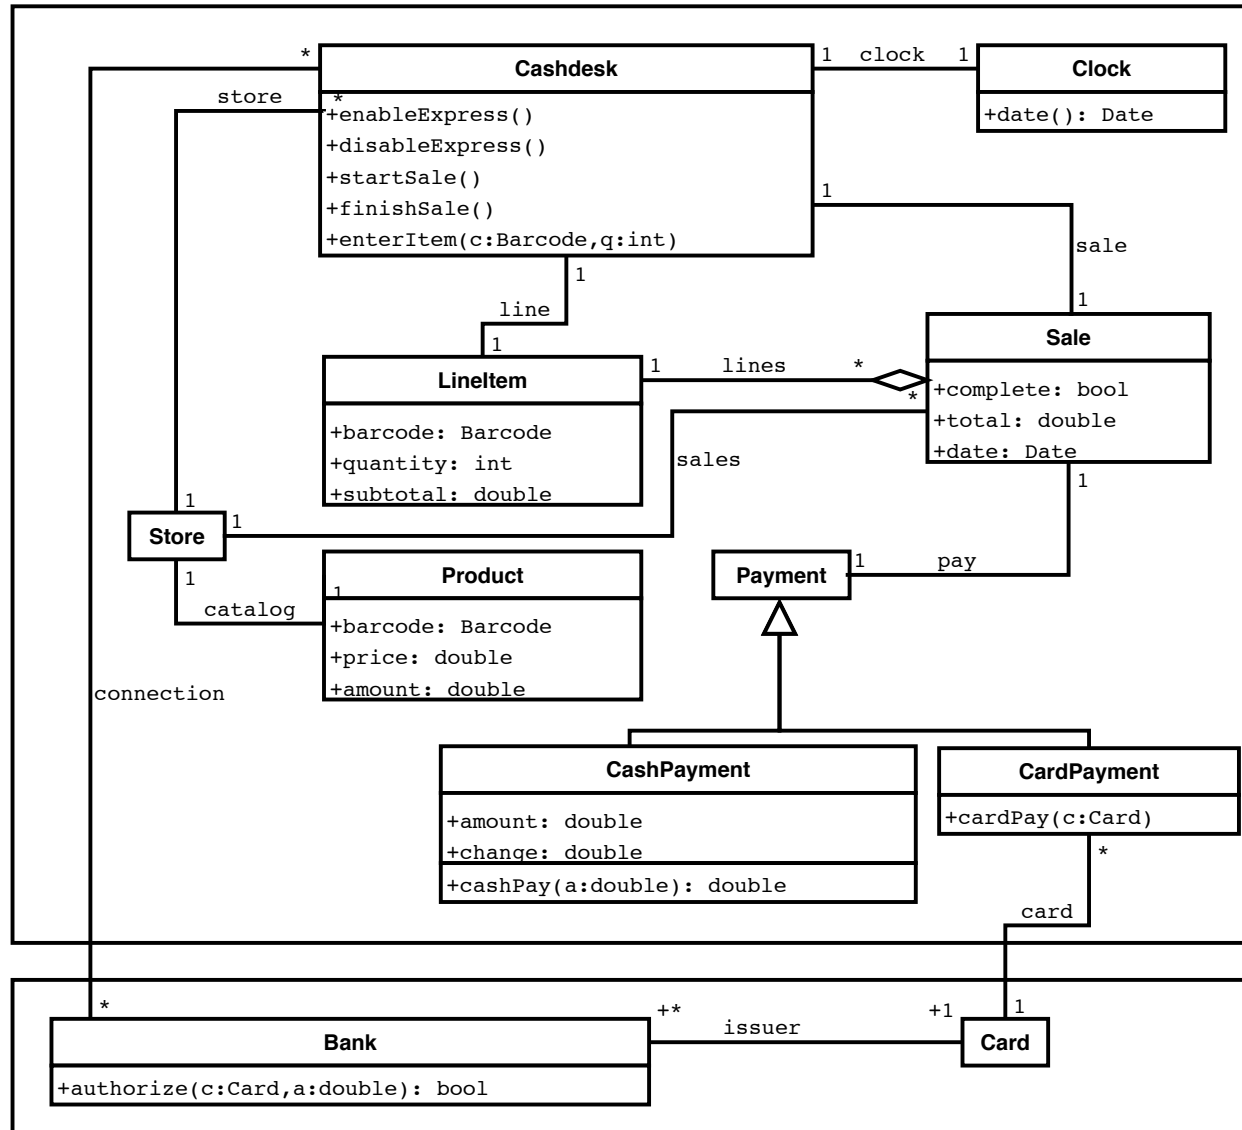 * Cashdesk 1 clock 1 Clock
store *
+enableExpress() +date(): Date
+disableExpress()
+startSale() 1
+finishSale()
+enterItem(c:Barcode,q:int) sale
1
line 1
1 Sale
LineItem 1 lines *
+complete: bool
* +total: double
+barcode: Barcode +date: Date
+quantity: int sales 1
+subtotal: double
1
Store 1
1 Product Payment 1 pay
1
catalog +barcode: Barcode
+price: double
+amount: double
connection
CashPayment CardPayment
+amount: double +cardPay(c:Card)
+change: double *
+cashPay(a:double): double
card
* +* +1 1
Bank issuer Card
+authorize(c:Card,a:double): bool